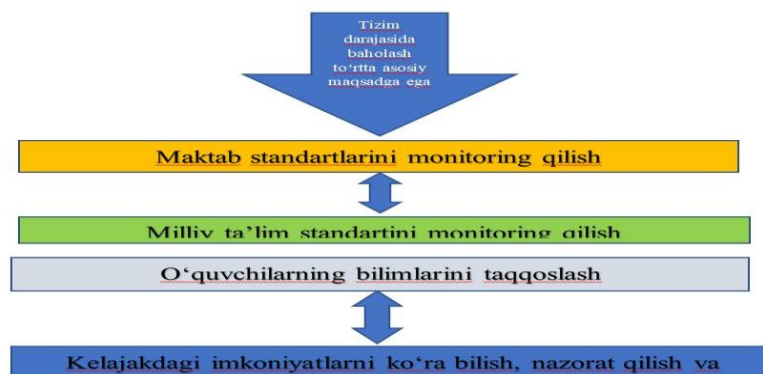 Tizim
darajasida
baholash
to‘rtta asosiy
maqsadga ega
Maktab standartlarini monitoring qilish
Milliy ta’lim standartini monitoring qilish
O‘quvchilarning bilimlarini taqqoslash
Kelajakdagi imkoniyatlarni ko‘ra bilish, nazorat qilish va